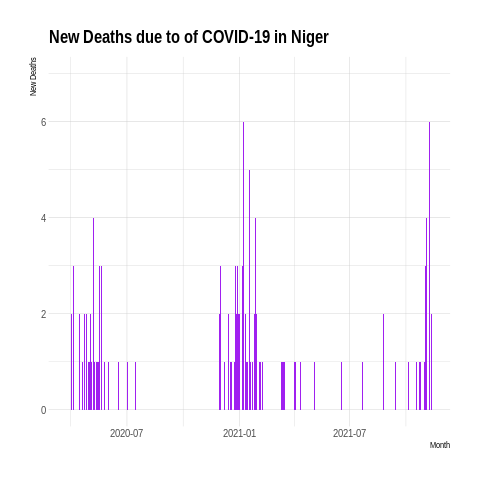 New Deaths due to of COVID-19 in Niger
New Deaths
6
4
2
0
2020-07 2021-01 2021-07
Month